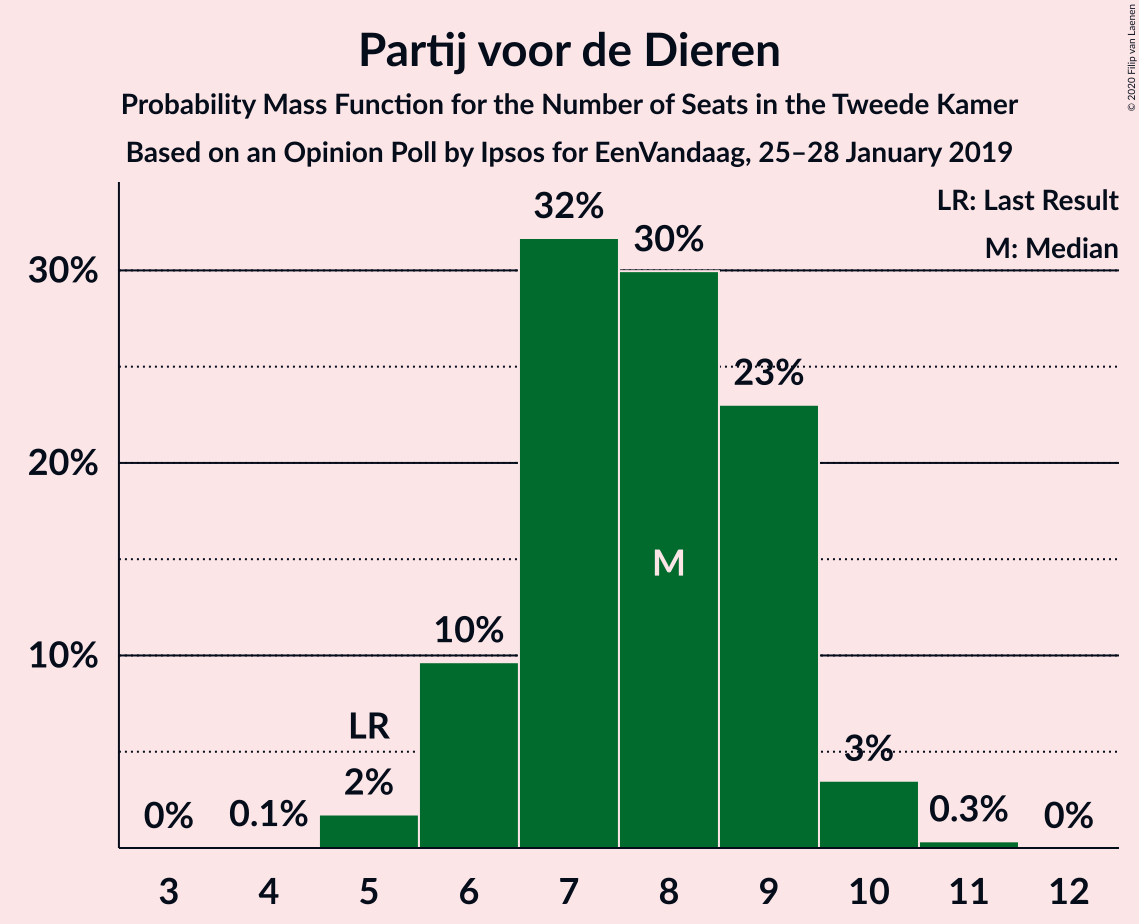 © 2020 Filip van Laenen
Partij voor de Dieren
Probability Mass Function for the Number of Seats in the Tweede Kamer
Based on an Opinion Poll by Ipsos for EenVandaag, 25–28 January 2019
LR: Last Result
M: Median
32%
30%
30%
23%
20%
M
10%
10%
LR
3%
2%
0%
0.1%
0.3%
0%
3 4 5 6 7 8 9 10 11 12